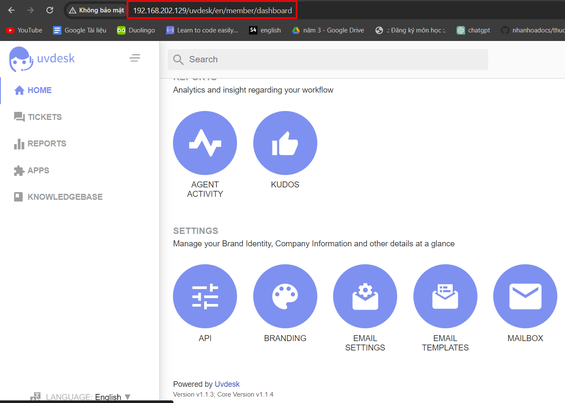 Không bảo mật 192.168.202.129/uvdesk/en/member/dashboard
YouTube Google Tài liệu Duolingo Learn to code easily... S4 english năm 3 - Google Drive :: Đăng ký môn học :. chatgpt nhanhoadocs/thuc
uvdesk
Search
HOME
TICKETS
REPORTS
APPS
KNOWLEDGEBASE
REPORTS
Analytics and insight regarding your workflow
AGENT
ACTIVITY
KUDOS
SETTINGS
Manage your Brand Identity, Company Information and other details at a glance
API
BRANDING
EMAIL
SETTINGS
EMAIL
TEMPLATES
MAILBOX
Powered by Uvdesk
Version v1.1.3; Core Version v1.1.4
LANGUAGE: English ▼